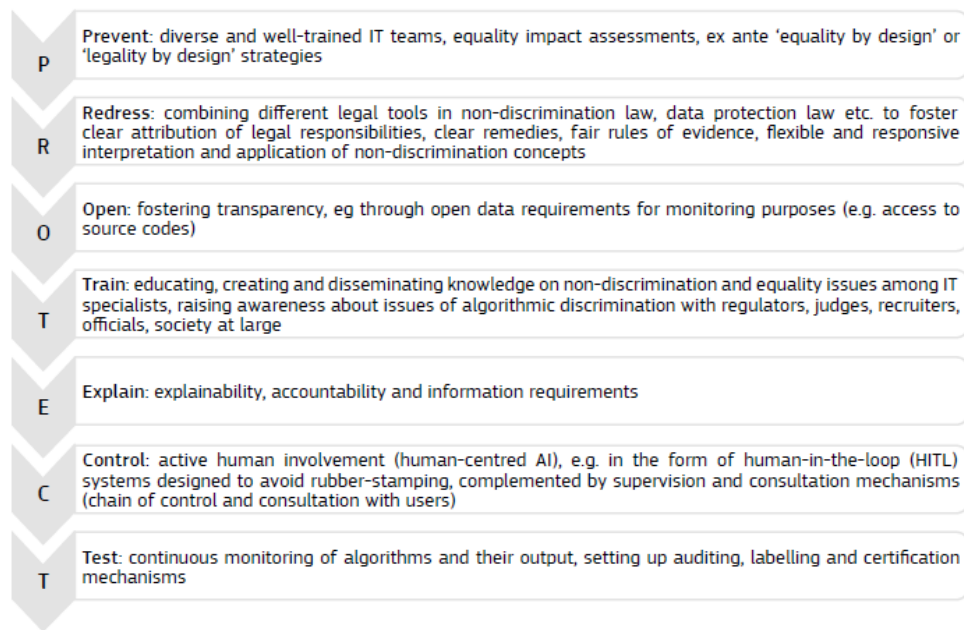 P
Prevent: diverse and well-trained IT teams, equality impact assessments, ex ante ‘equality by design’ or
‘legality by design’ strategies
R
Redress: combining different legal tools in non-discrimination law, data protection law etc. to foster
clear attribution of legal responsibilities, clear remedies, fair rules of evidence, flexible and responsive
interpretation and application of non-discrimination concepts
O
Open: fostering transparency, eg through open data requirements for monitoring purposes (e.g. access to
source codes)
T
Train: educating, creating and disseminating knowledge on non-discrimination and equality issues among IT
specialists, raising awareness about issues of algorithmic discrimination with regulators, judges, recruiters,
officials, society at large
E
Explain: explainability, accountability and information requirements
C
Control: active human involvement (human-centred AI), e.g. in the form of human-in-the-loop (HITL)
systems designed to avoid rubber-stamping, complemented by supervision and consultation mechanisms
(chain of control and consultation with users)
T
Test: continuous monitoring of algorithms and their output, setting up auditing, labelling and certification
mechanisms